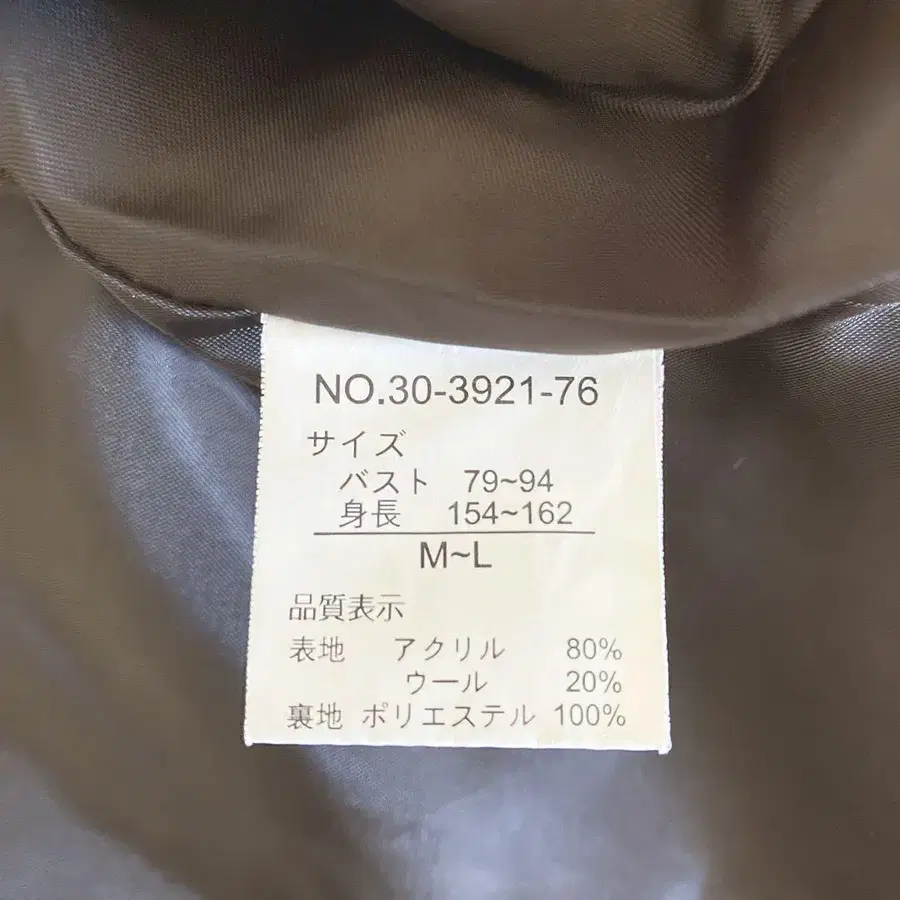 NO.30-3921-76
サイズ
バスト 79~94
身長 154~162
M~L
品質表示
表地 アクリル 80%
ウール 20%
裏地 ポリエステル 100%